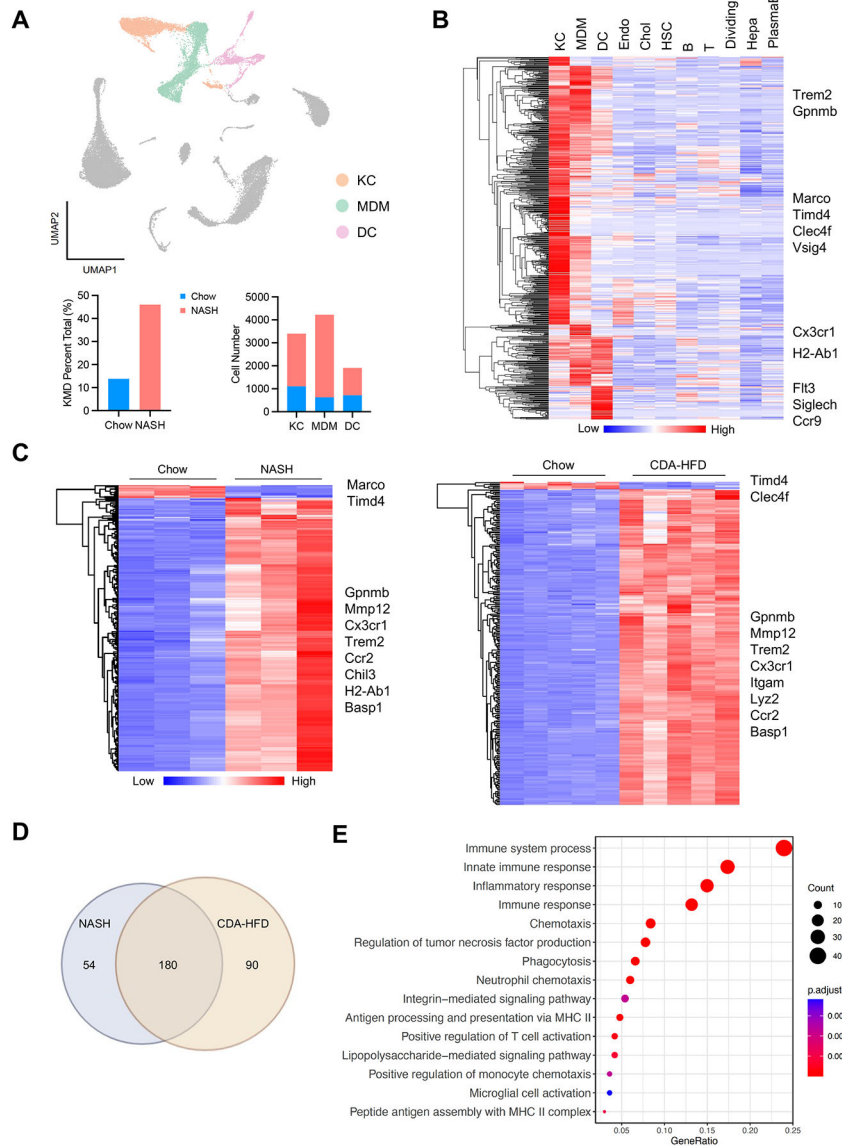 A
KC
MDM
DC
UMAP2
UMAP1
Chow
NASH
KMD Percent Total (%)
50
40
30
20
10
0
Chow NASH
Cell Number
5000
4000
3000
2000
1000
0
KC MDM DC
B
KC MDM DC Endo Chol HSC B T Dividing Hepa PlasmaB
Trem2
Gpnmb
Marco
Timd4
Clec4f
Vsig4
Cx3cr1
H2-Ab1
Flt3
Siglech
Ccr9
Low High
C
Chow NASH
Marco
Timd4
Gpnmb
Mmp12
Cx3cr1
Trem2
Ccr2
Chil3
H2-Ab1
Basp1
Low High
Chow CDA-HFD
Timd4
Clec4f
Gpnmb
Mmp12
Trem2
Cx3cr1
Itgam
Lyz2
Ccr2
Basp1
D
NASH CDA-HFD
54 180 90
E
Immune system process
Innate immune response
Inflammatory response
Immune response
Chemotaxis
Regulation of tumor necrosis factor production
Phagocytosis
Neutrophil chemotaxis
Integrin−mediated signaling pathway
Antigen processing and presentation via MHC II
Positive regulation of T cell activation
Lipopolysaccharide−mediated signaling pathway
Positive regulation of monocyte chemotaxis
Microglial cell activation
Peptide antigen assembly with MHC II complex
0.05 0.10 0.15 0.20 0.25
GeneRatio
Count
10
20
30
40
p.adjust
0.00
0.00
0.00